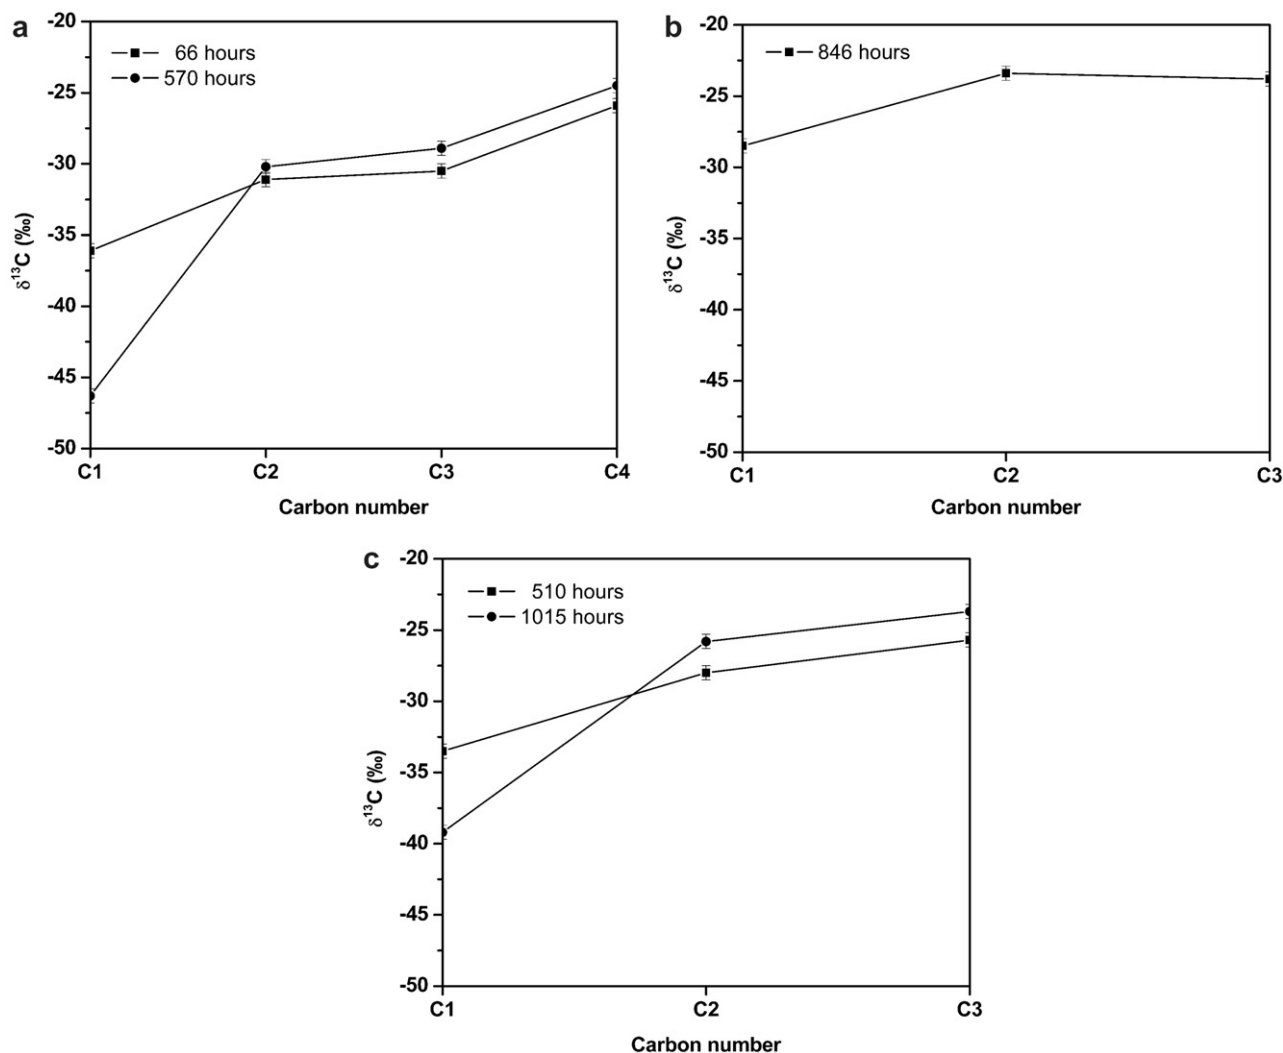 a
66 hours
570 hours
-20
-25
-30
-35
-40
-45
-50
δ¹³C (‰)
C1 C2 C3 C4
Carbon number
b
846 hours
-20
-25
-30
-35
-40
-45
-50
δ¹³C (‰)
C1 C2 C3
Carbon number
c
510 hours
1015 hours
-20
-25
-30
-35
-40
-45
-50
δ¹³C (‰)
C1 C2 C3
Carbon number